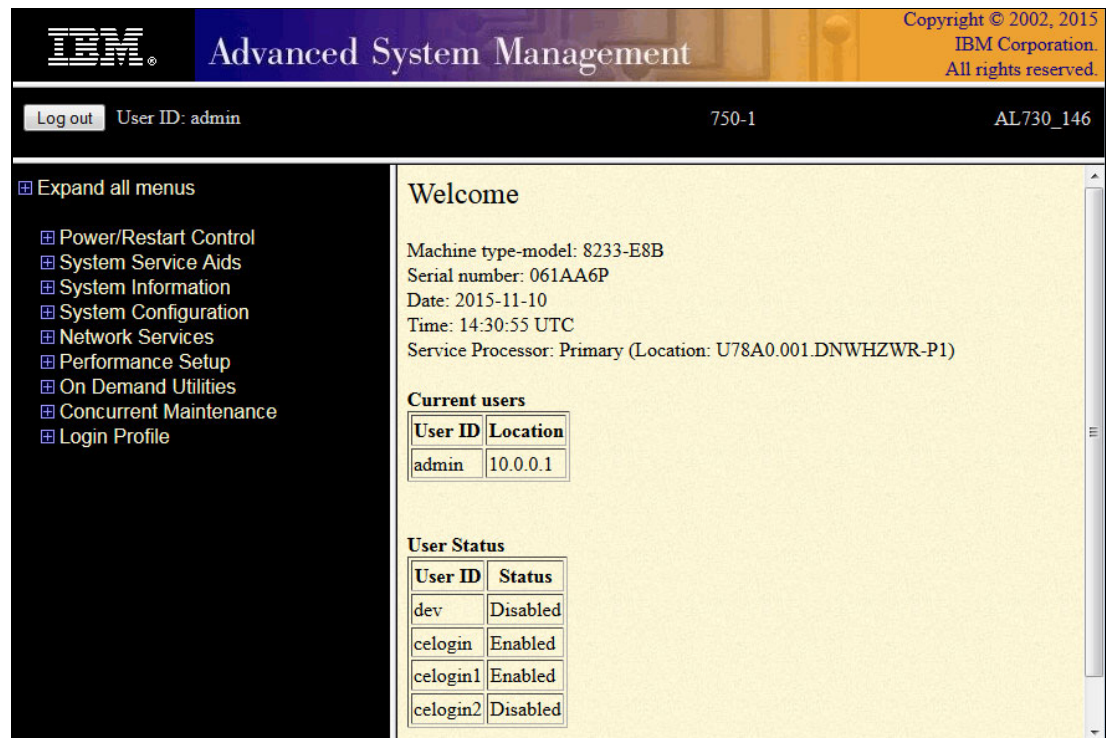 IBM®
Advanced System Management
Copyright © 2002, 2015
IBM Corporation.
All rights reserved.
Log out User ID: admin 750-1 AL730_146
Expand all menus
Power/Restart Control
System Service Aids
System Information
System Configuration
Network Services
Performance Setup
On Demand Utilities
Concurrent Maintenance
Login Profile
Welcome
Machine type-model: 8233-E8B
Serial number: 061AA6P
Date: 2015-11-10
Time: 14:30:55 UTC
Service Processor: Primary (Location: U78A0.001.DNWHZWR-P1)
Current users
User ID Location
admin 10.0.0.1
User Status
User ID Status
dev Disabled
celogin Enabled
celogin1 Enabled
celogin2 Disabled